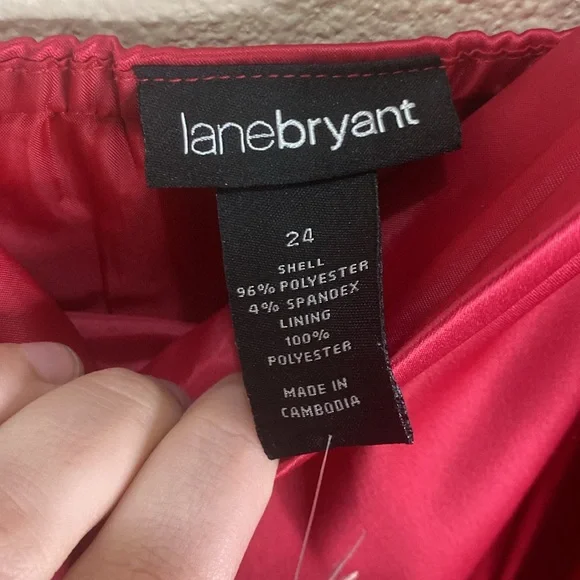 lanebryant
24
SHELL
96% POLYESTER
4% SPANDEX
LINING
100%
POLYESTER
MADE IN
CAMBODIA